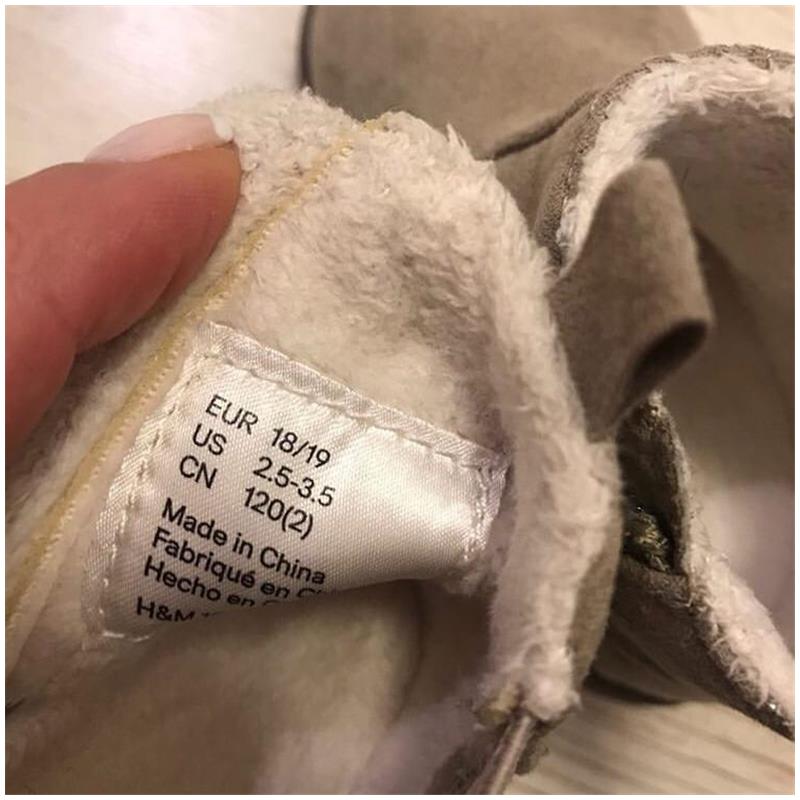 EUR 18/19
US 2.5-3.5
CN 120(2)
Made in China
Fabriqué en
Hecho en
H&M